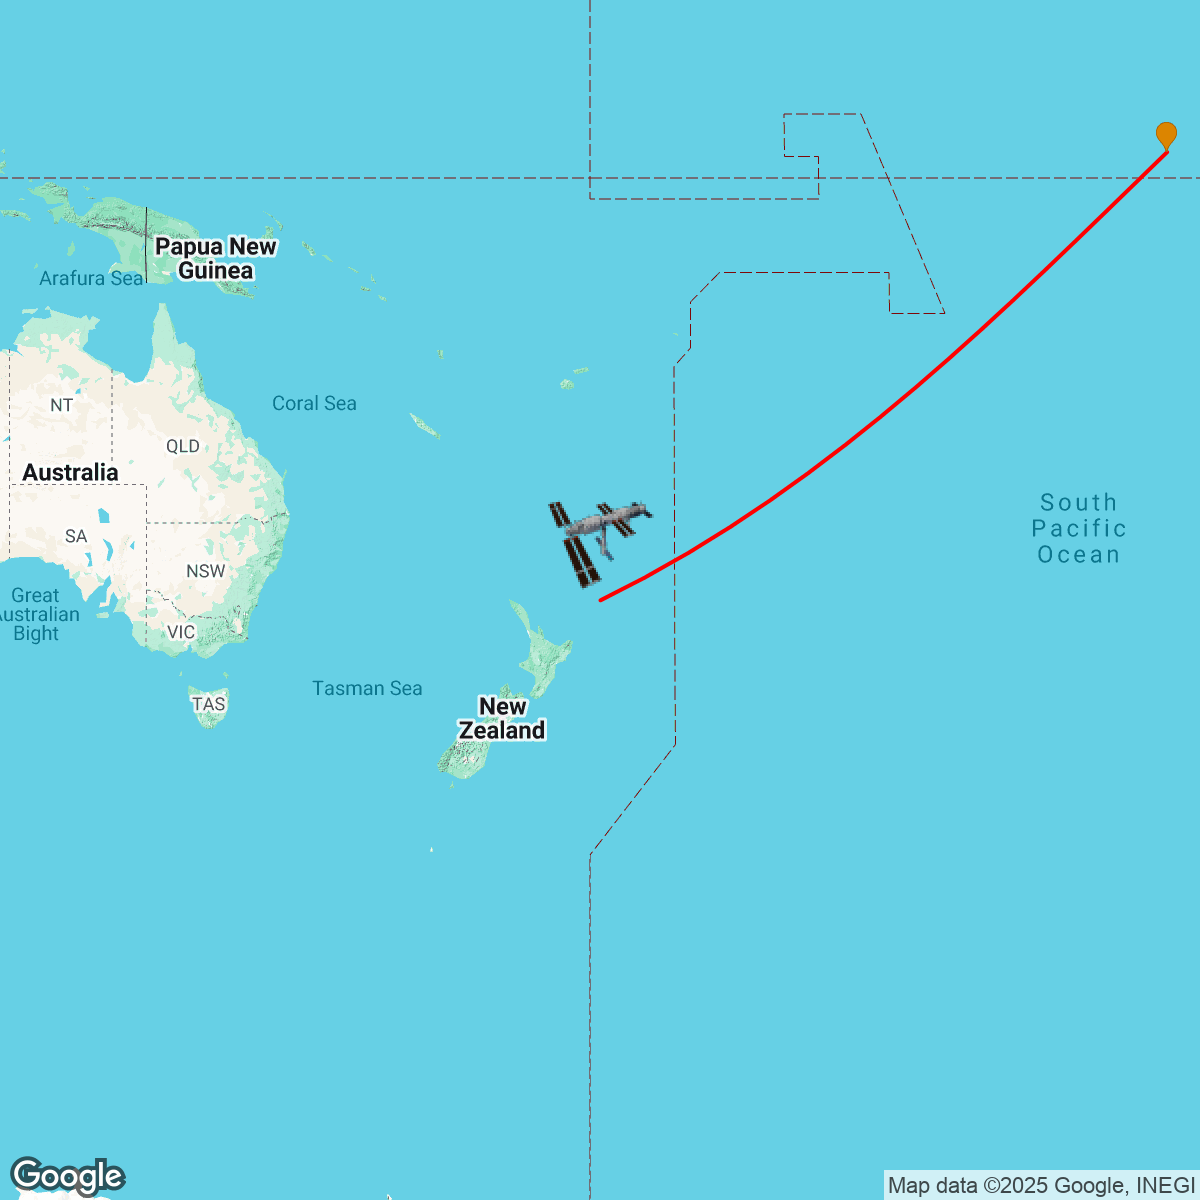 Papua New
Guinea
Arafura Sea
Coral Sea
NT
QLD
Australia
South
Pacific
Ocean
SA
NSW
Great
ustralian
Bight
VIC
Tasman Sea
TAS
New
Zealand
Google
Map data ©2025 Google, INEGI